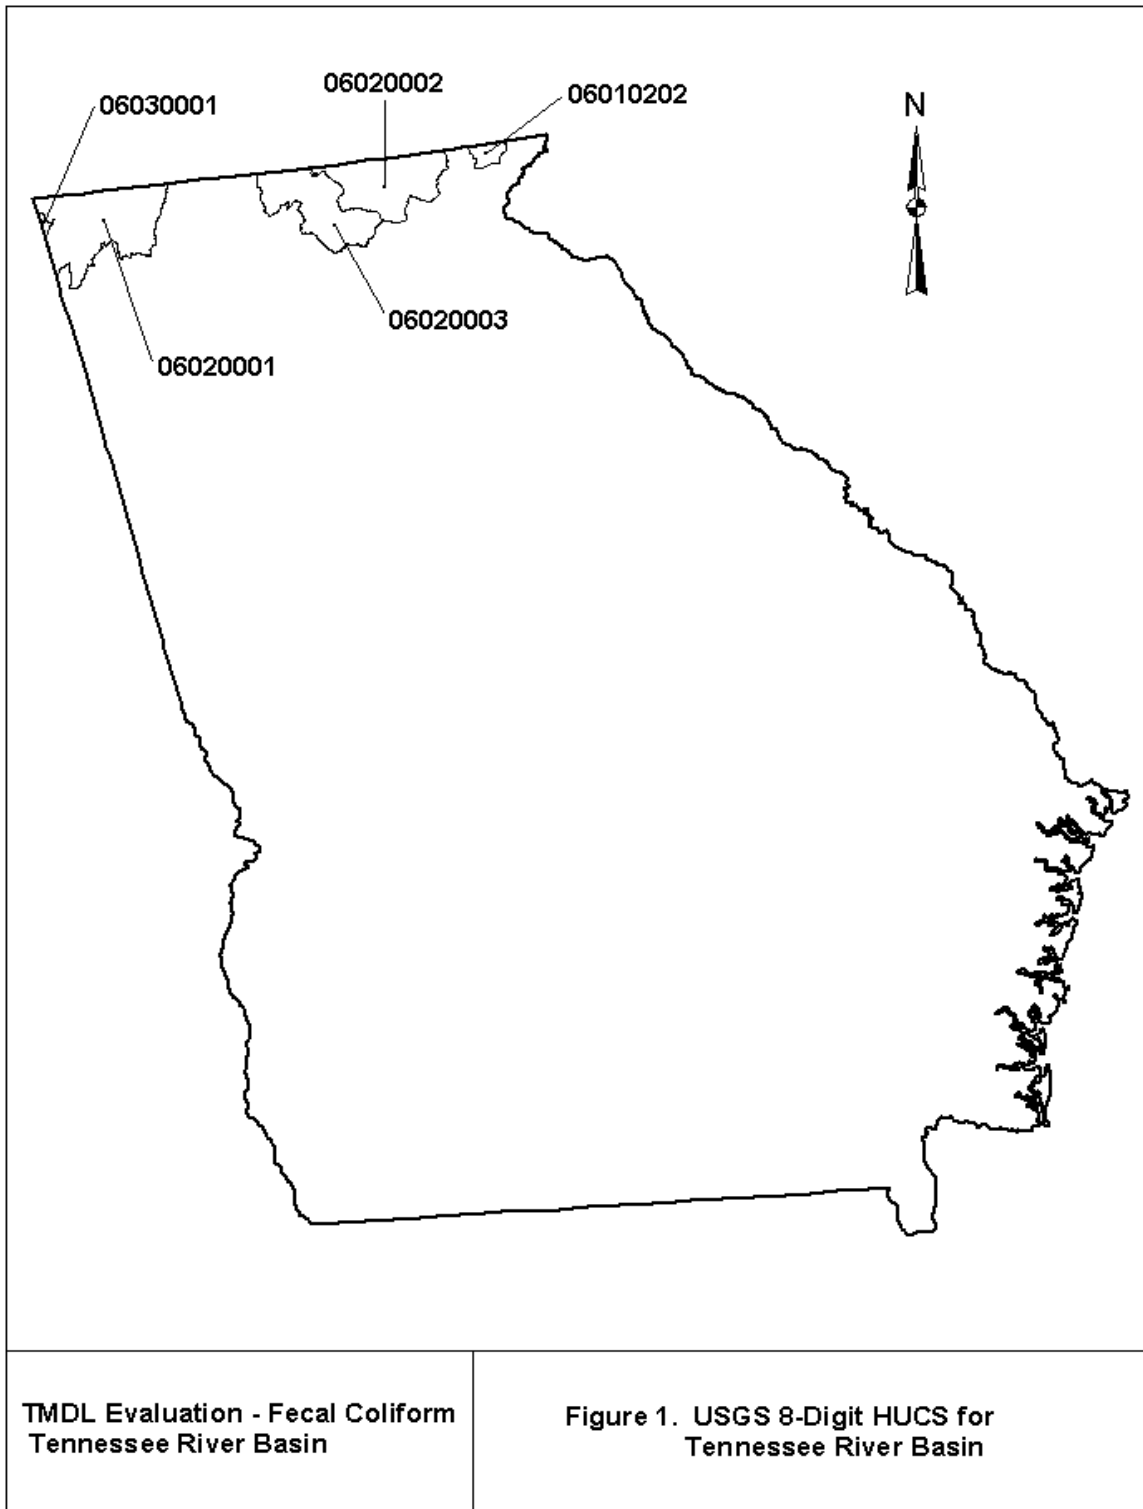 06020002
06010202
06030001
N
06020003
06020001
TMDL Evaluation - Fecal Coliform
Tennessee River Basin
Figure 1. USGS 8-Digit HUCS for
Tennessee River Basin